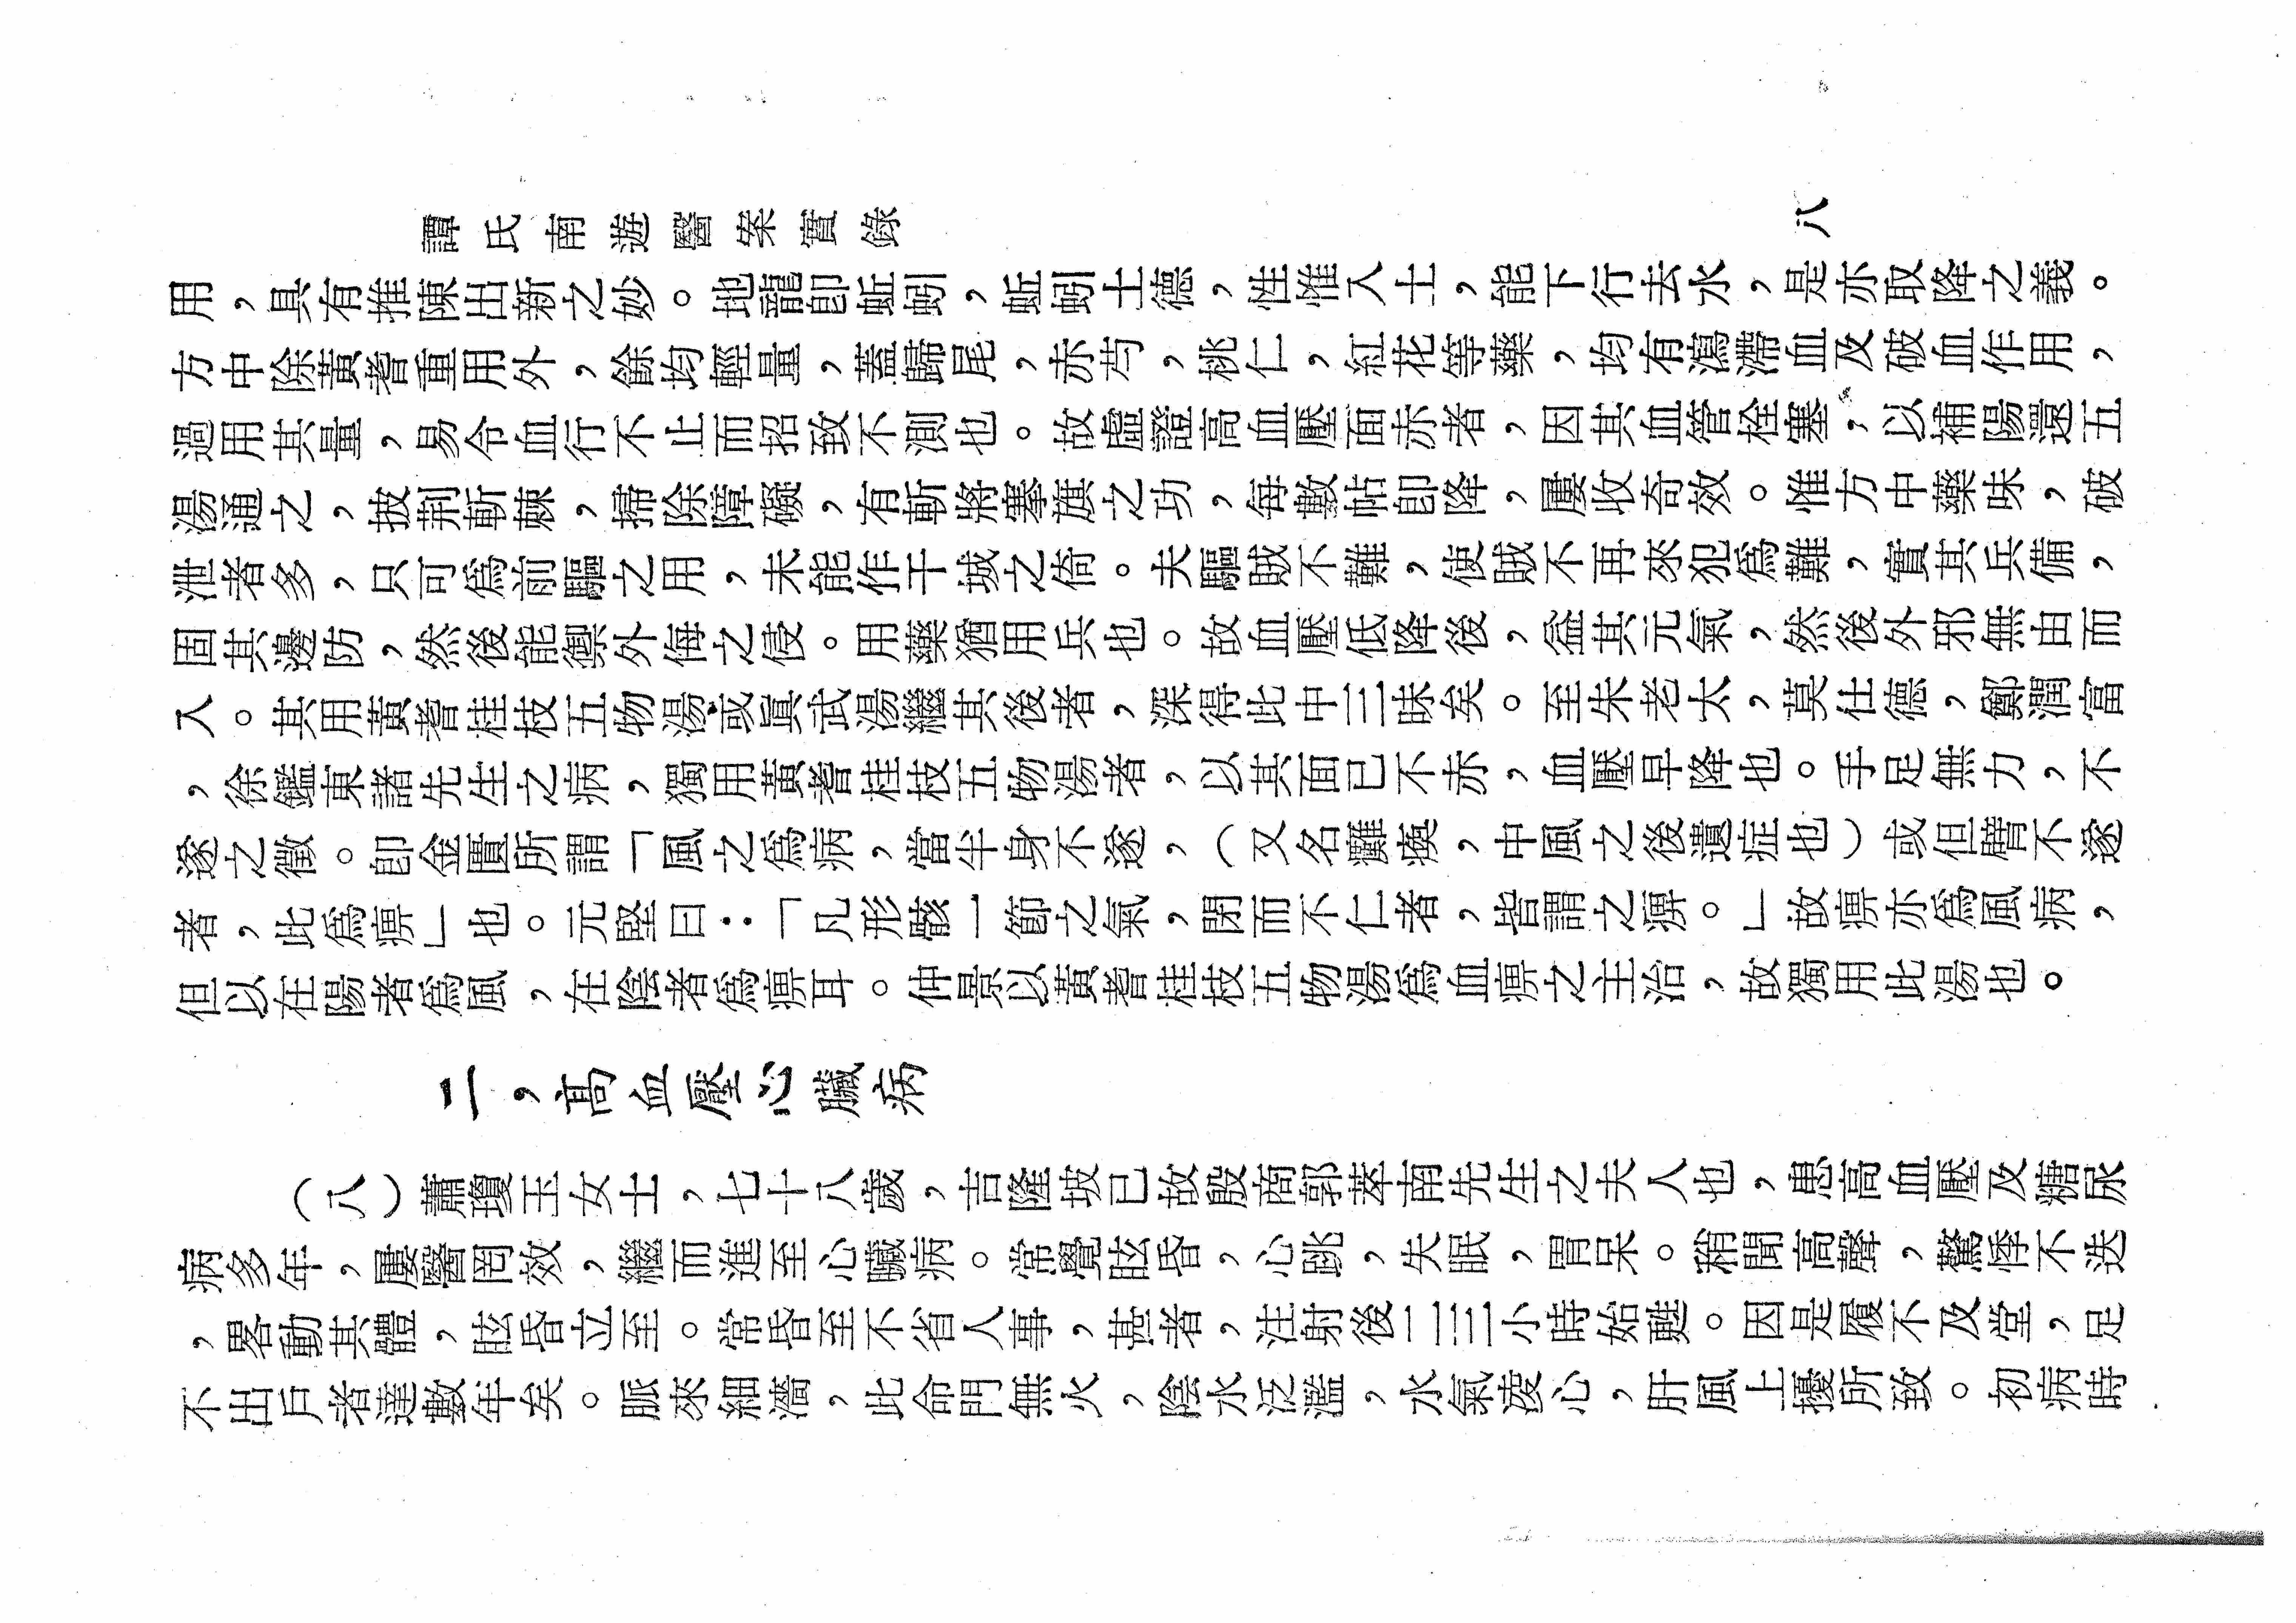 譚氏南遊醫案實錄
八
用，具有推陳出新之妙。地龍卽蚯蚓，蚯蚓土德，性惟入土，能下行去水，是亦取降之義。
方中除黃耆重用外，餘均輕量，蓋歸尾，赤芍，桃仁，紅花等藥，均有瀉滯血及破血作用，
過用其量，易令血行不止而招致不測也。故虛證高血壓面赤者，因其血管栓塞，以補陽還五
湯通之，披荆斬棘，掃除障礙，有斬將搴旗之功，每數帖卽降，屢收奇效。惟方中藥味，破
泄者多，只可爲前驅之用，未能作干城之倚。夫驅賊不難，使賊不再來犯爲難，實其兵備，
固其邊防，然後能禦外侮之侵。用藥猶用兵也。故血壓低降後，益其元氣，然後外邪無由而
入。其用黃耆桂枝五物湯或眞武湯繼其後者，深得此中三昧矣。至朱老太，莫仕德，鄭潤富
，徐鑑東諸先生之病，獨用黃耆桂枝五物湯者，以其面已不赤，血壓早降也。手足無力，不
遂之徵。卽金匱所謂「風之爲病，當半身不遂，（又名癱瘓，中風之後遺症也）或但臂不遂
者，此爲痹」也。元堅曰：「凡形骸一節之氣，閉而不仁者，皆謂之痹。」故痹亦爲風病，
但以在陽者爲風，在陰者爲痹耳。仲景以黃耆桂枝五物湯爲血痹之主治，故獨用此湯也。
二，高血壓心臟病
（八）蕭瓊玉女士，七十八歲，吉隆坡已故殷商郭萃南先生之夫人也，患高血壓及糖尿
病多年，屢醫罔效，繼而進至心臟病。常覺眩昏，心跳，失眠，胃呆。稍聞高聲，驚悸不迭
，畧動其體，眩昏立至。常昏至不省人事，甚者，注射後二三小時始甦。因是履不及堂，足
不出戶者達數年矣。脈來細濇，此命門無火，陰水泛濫，水氣凌心，肝風上擾所致。初病時